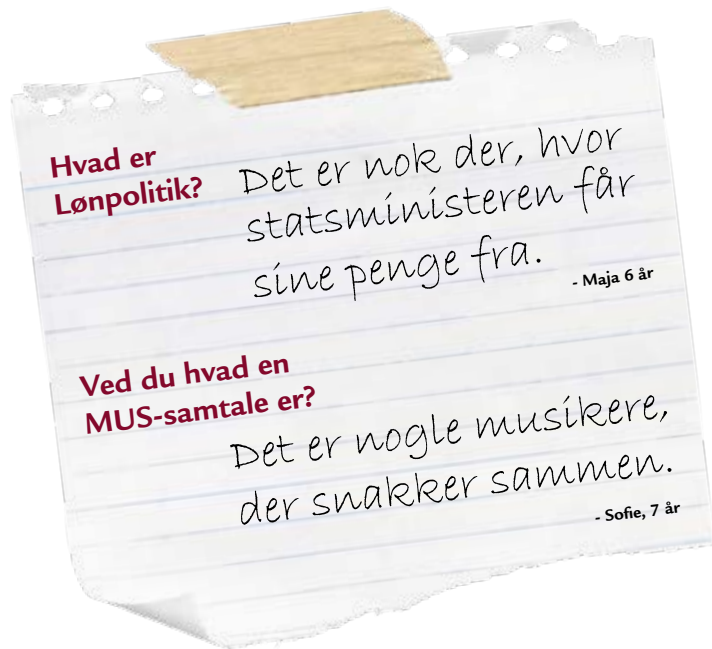 Hvad er
Lønpolitik?
Det er nok der, hvor
statsministeren får
sine penge fra.
- Maja 6 år
Ved du hvad en
MUS-samtale er?
Det er nogle musikere,
der snakker sammen.
- Sofie, 7 år